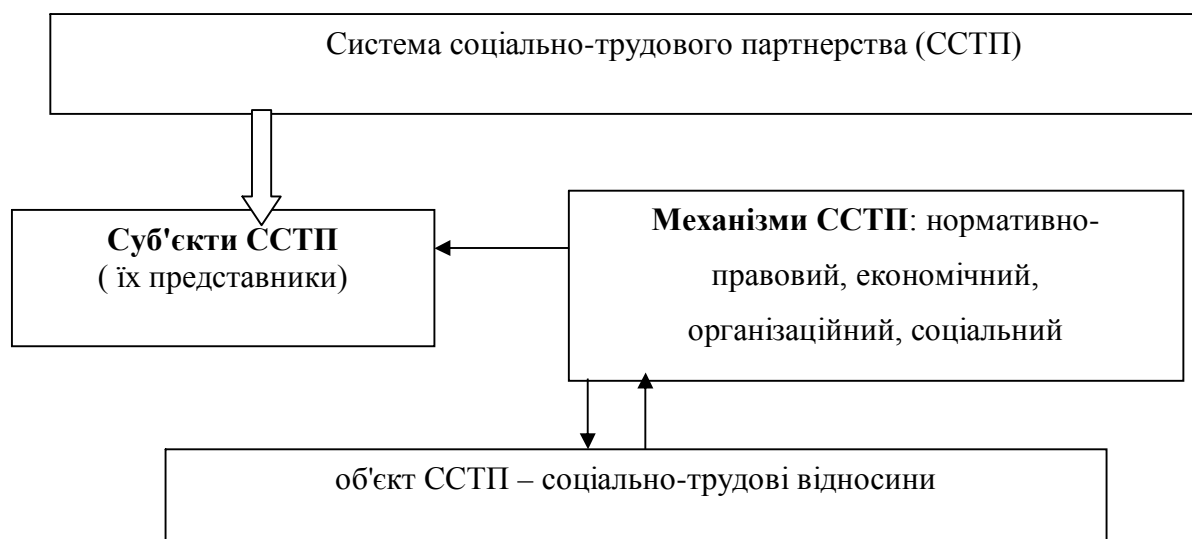 Система соціально-трудового партнерства (ССТП)
Суб'єкти ССТП
( їх представники)
Механізми ССТП: нормативно-
правовий, економічний,
організаційний, соціальний
об'єкт ССТП – соціально-трудові відносини